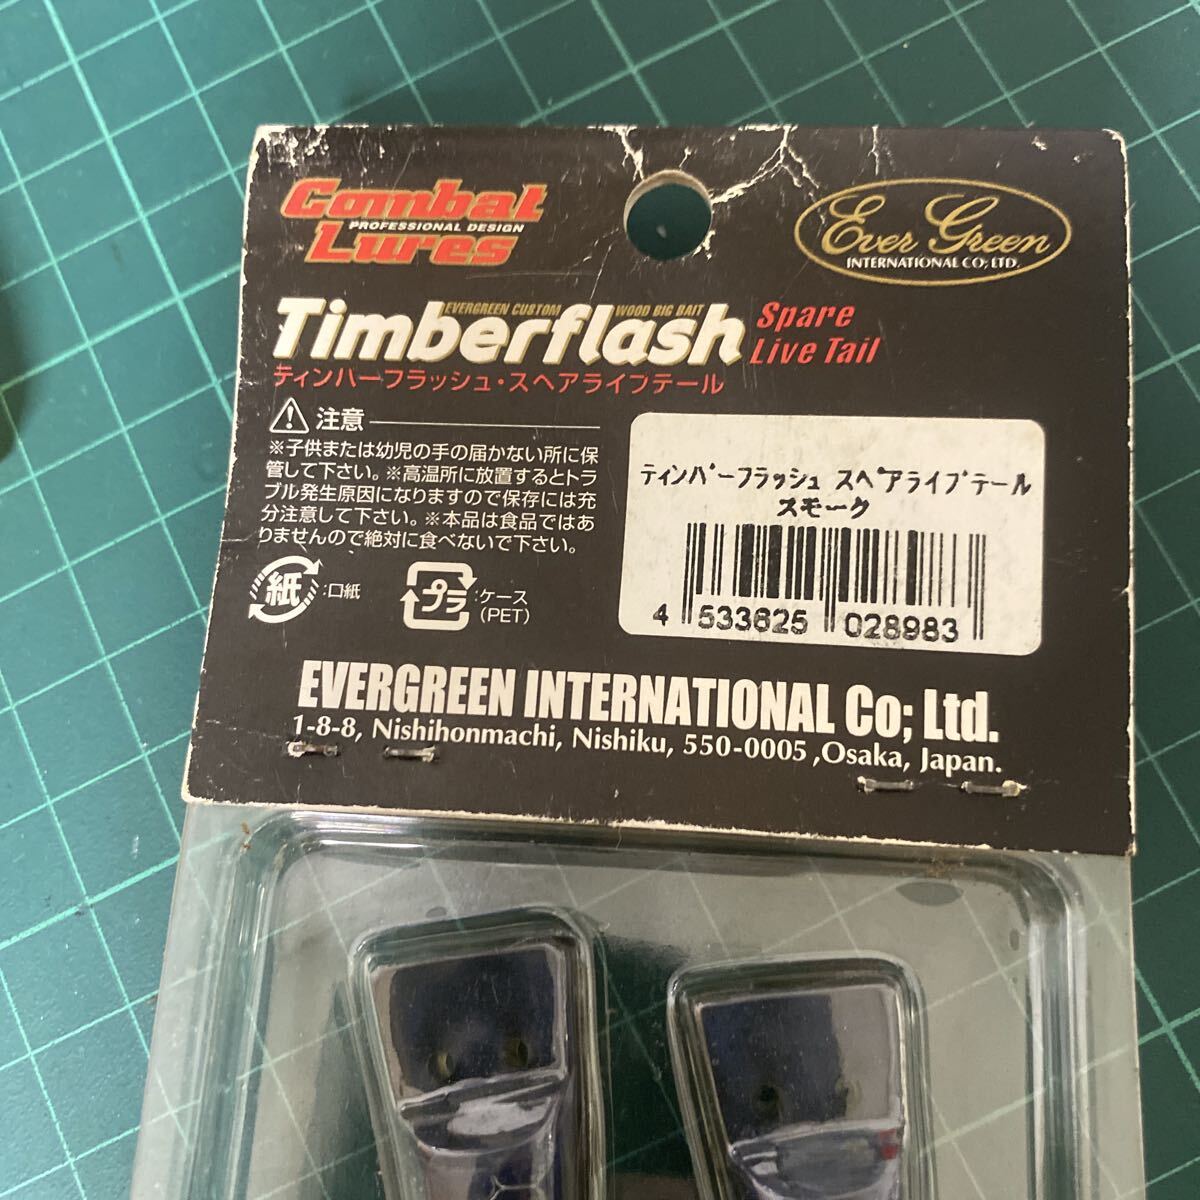 Combat
PROFESSIONAL DESIGN
Lures
Ever Green
INTERNATIONAL CO; LTD.
EVERGREEN CUSTOM WOOD BIG BAIT
Timberflash
Spare
Live Tail
ティンバーフラッシュ・スペアライブテール
注意
※子供または幼児の手の届かない所に保
管して下さい。※高温所に放置するとトラ
ブル発生原因になりますので保存には充
分注意して下さい。※本品は食品ではあ
りませんので絶対に食べないで下さい。
紙 :口紙
プラ :ケース
(PET)
ティンバーフラッシュ スペアライブテール
スモーク
4 533625 028983
EVERGREEN INTERNATIONAL Co; Ltd.
1-8-8, Nishihonmachi, Nishiku, 550-0005 ,Osaka, Japan.